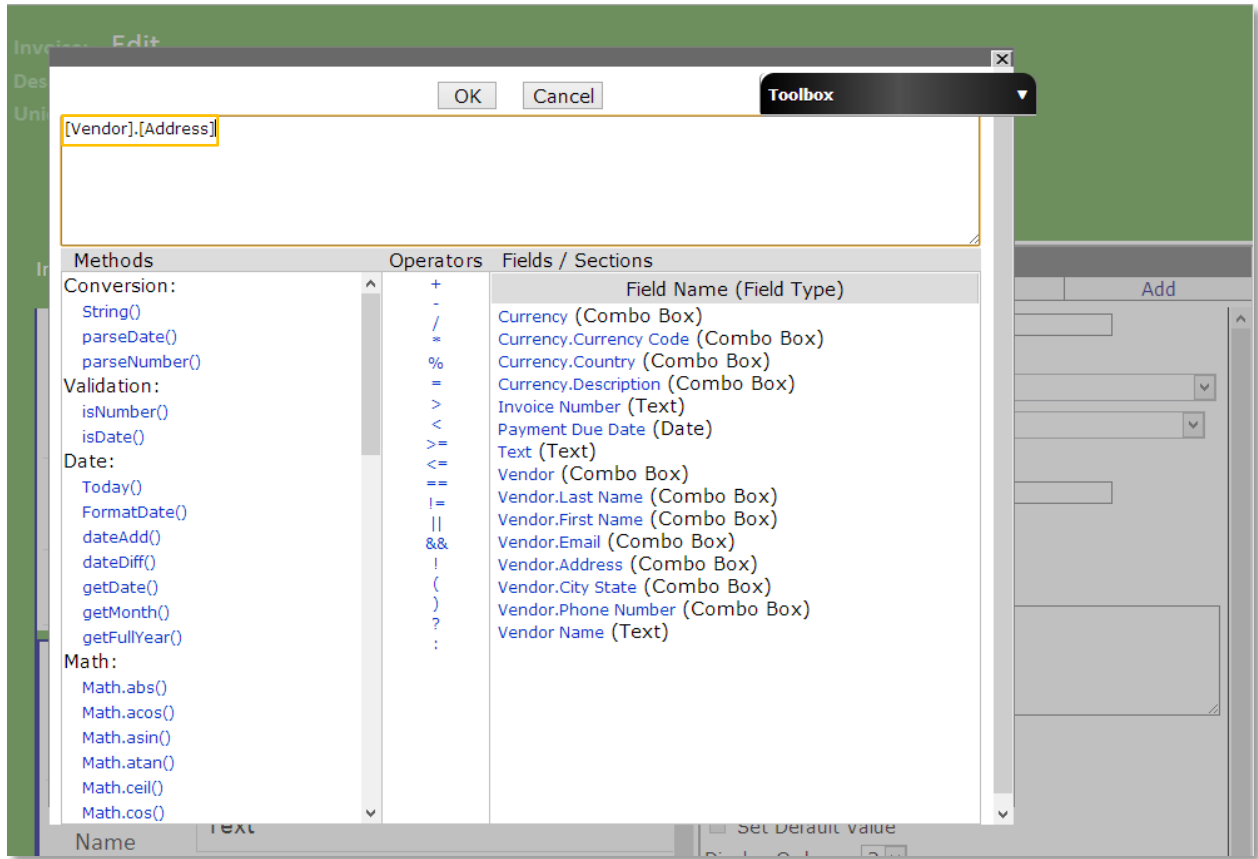 Edit
OK Cancel Toolbox
[Vendor].[Address]
Methods Operators Fields / Sections
Add
Conversion:
String()
parseDate()
parseNumber()
Validation:
isNumber()
isDate()
Date:
Today()
FormatDate()
dateAdd()
dateDiff()
getDate()
getMonth()
getFullYear()
Math:
Math.abs()
Math.acos()
Math.asin()
Math.atan()
Math.ceil()
Math.cos()
+
-
/
*
%
=
>
<
>=
<=
==
!=
||
&&
!
(
)
?
:
Field Name (Field Type)
Currency (Combo Box)
Currency.Currency Code (Combo Box)
Currency.Country (Combo Box)
Currency.Description (Combo Box)
Invoice Number (Text)
Payment Due Date (Date)
Text (Text)
Vendor (Combo Box)
Vendor.Last Name (Combo Box)
Vendor.First Name (Combo Box)
Vendor.Email (Combo Box)
Vendor.Address (Combo Box)
Vendor.City State (Combo Box)
Vendor.Phone Number (Combo Box)
Vendor Name (Text)
Name Text
Set Default Value